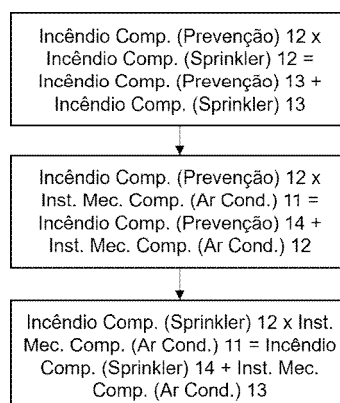 Incêndio Comp. (Prevenção) 12 x
Incêndio Comp. (Sprinkler) 12 =
Incêndio Comp. (Prevenção) 13 +
Incêndio Comp. (Sprinkler) 13
Incêndio Comp. (Prevenção) 12 x
Inst. Mec. Comp. (Ar Cond.) 11 =
Incêndio Comp. (Prevenção) 14 +
Inst. Mec. Comp. (Ar Cond.) 12
Incêndio Comp. (Sprinkler) 12 x Inst.
Mec. Comp. (Ar Cond.) 11 = Incêndio
Comp. (Sprinkler) 14 + Inst. Mec.
Comp. (Ar Cond.) 13